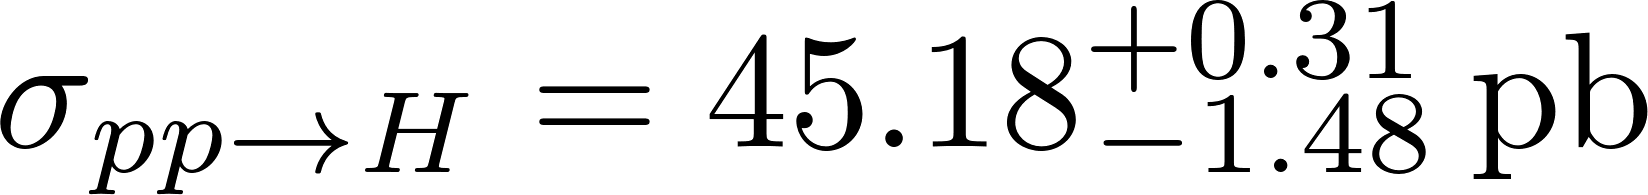 σ_{pp→H} = 45.18^{+0.31}_{−1.48} pb